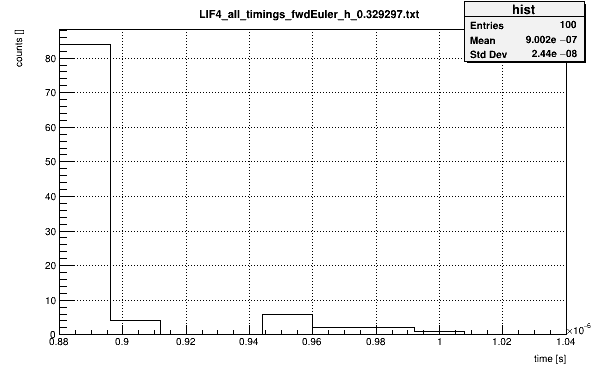 LIF4_all_timings_fwdEuler_h_0.329297.txt
hist
Entries 100
Mean 9.002e −07
Std Dev 2.44e −08
counts []
80
70
60
50
40
30
20
10
0
0.88 0.9 0.92 0.94 0.96 0.98 1 1.02 1.04
×10⁻⁶
time [s]